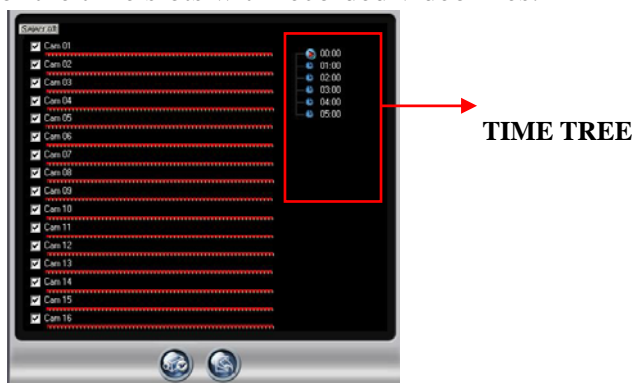 Select All
Cam 01
Cam 02
Cam 03
Cam 04
Cam 05
Cam 06
Cam 07
Cam 08
Cam 09
Cam 10
Cam 11
Cam 12
Cam 13
Cam 14
Cam 15
Cam 16
00:00
01:00
02:00
03:00
04:00
05:00
TIME TREE